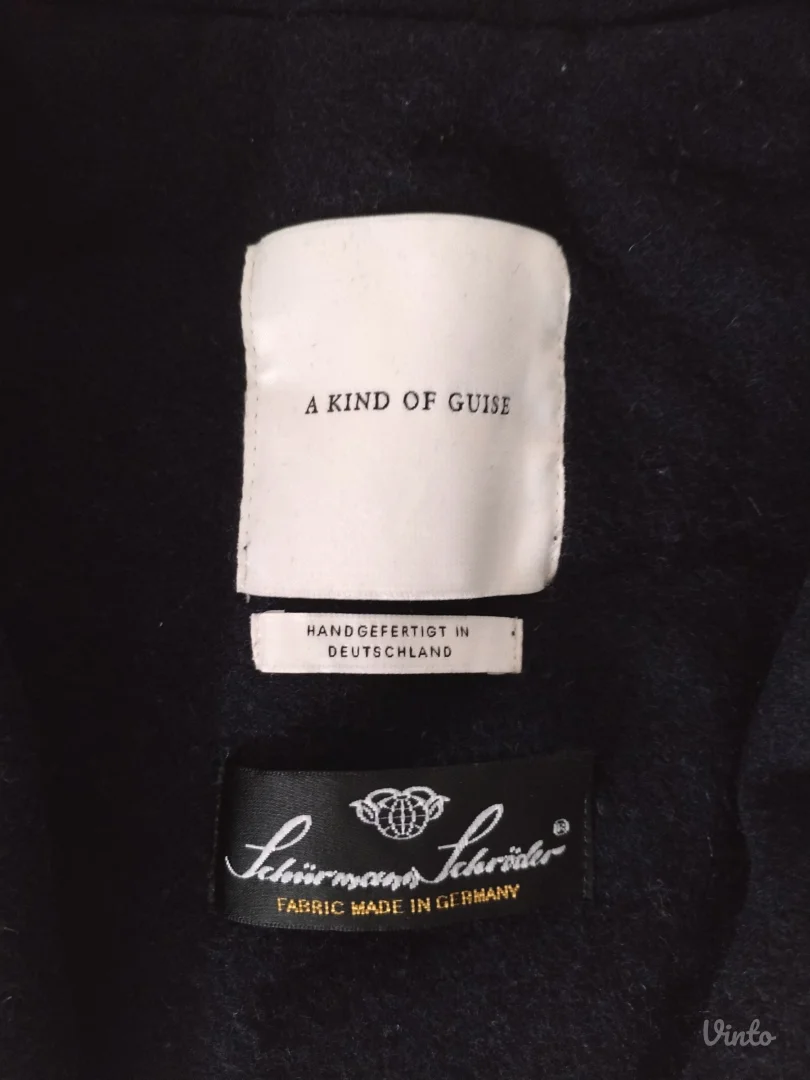 A KIND OF GUISE
HANDGEFERTIGT IN
DEUTSCHLAND
Schürmann Schröder ®
FABRIC MADE IN GERMANY
Vinto